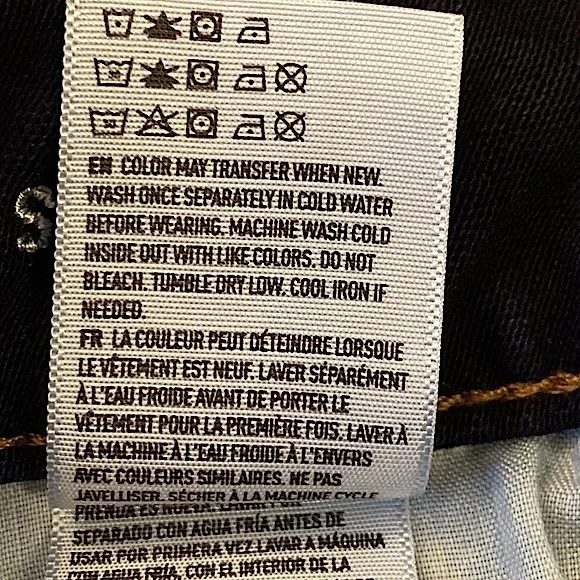 EN COLOR MAY TRANSFER WHEN NEW.
WASH ONCE SEPARATELY IN COLD WATER
BEFORE WEARING. MACHINE WASH COLD
INSIDE OUT WITH LIKE COLORS. DO NOT
BLEACH. TUMBLE DRY LOW. COOL IRON IF
NEEDED.
FR LA COULEUR PEUT DÉTEINDRE LORSQUE
LE VÊTEMENT EST NEUF. LAVER SÉPARÉMENT
À L'EAU FROIDE AVANT DE PORTER LE
VÊTEMENT POUR LA PREMIÈRE FOIS. LAVER À
LA MACHINE À L'EAU FROIDE À L'ENVERS
AVEC COULEURS SIMILAIRES. NE PAS
JAVELLISER. SÉCHER À LA MACHINE CYCLE
PRENDA ES
SEPARADO CON AGUA FRÍA ANTES DE
USAR POR PRIMERA VEZ LAVAR A MÁQUINA
CON AGUA FRÍA, CON EL INTERIOR DE LA
S